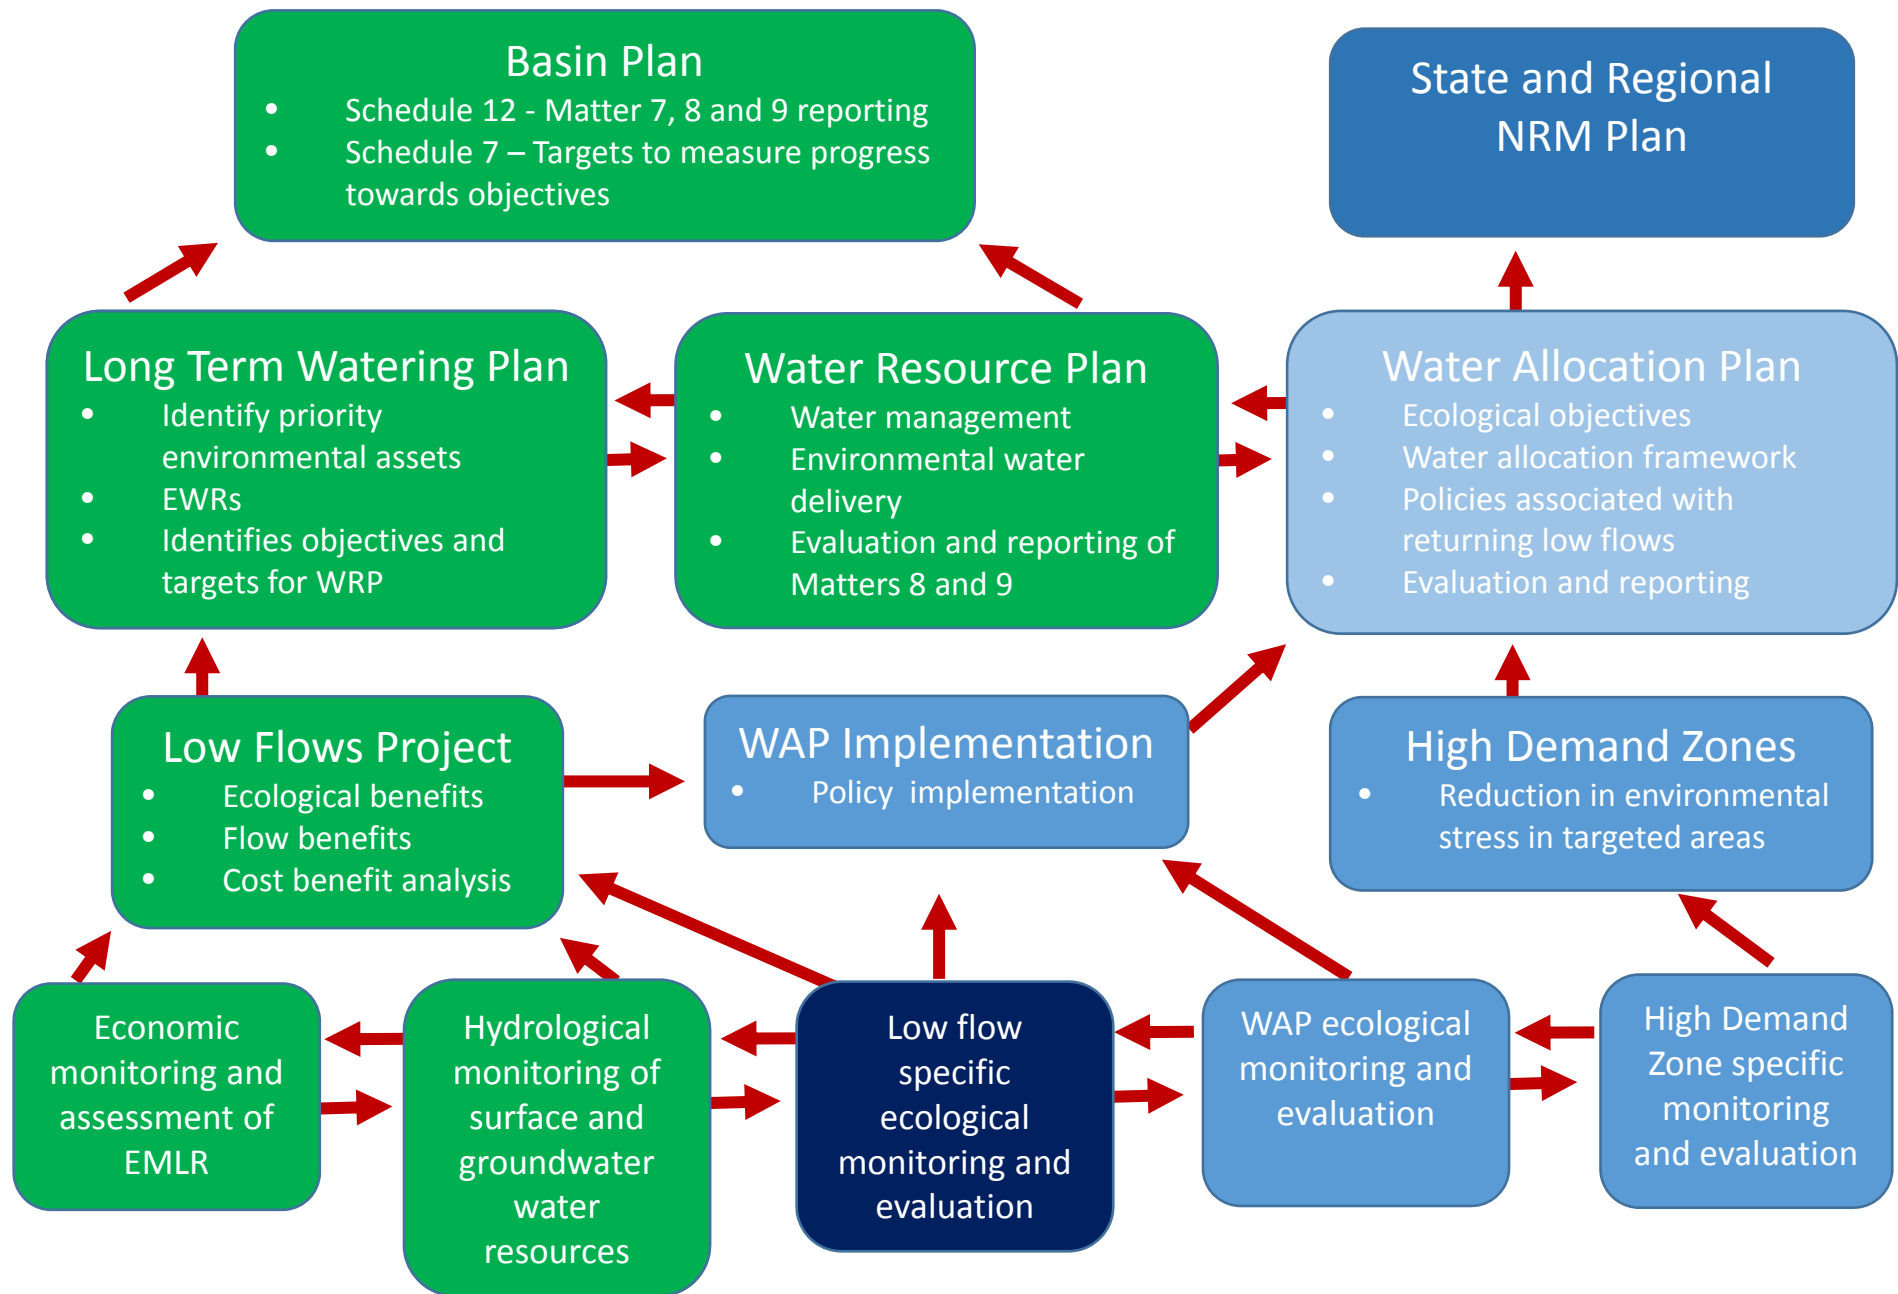 Basin Plan
• Schedule 12 - Matter 7, 8 and 9 reporting
• Schedule 7 – Targets to measure progress
towards objectives
State and Regional
NRM Plan
Long Term Watering Plan
• Identify priority
environmental assets
• EWRs
• Identifies objectives and
targets for WRP
Water Resource Plan
• Water management
• Environmental water
delivery
• Evaluation and reporting of
Matters 8 and 9
Water Allocation Plan
• Ecological objectives
• Water allocation framework
• Policies associated with
returning low flows
• Evaluation and reporting
Low Flows Project
• Ecological benefits
• Flow benefits
• Cost benefit analysis
WAP Implementation
• Policy implementation
High Demand Zones
• Reduction in environmental
stress in targeted areas
Economic
monitoring and
assessment of
EMLR
Hydrological
monitoring of
surface and
groundwater
water
resources
Low flow
specific
ecological
monitoring and
evaluation
WAP ecological
monitoring and
evaluation
High Demand
Zone specific
monitoring
and evaluation